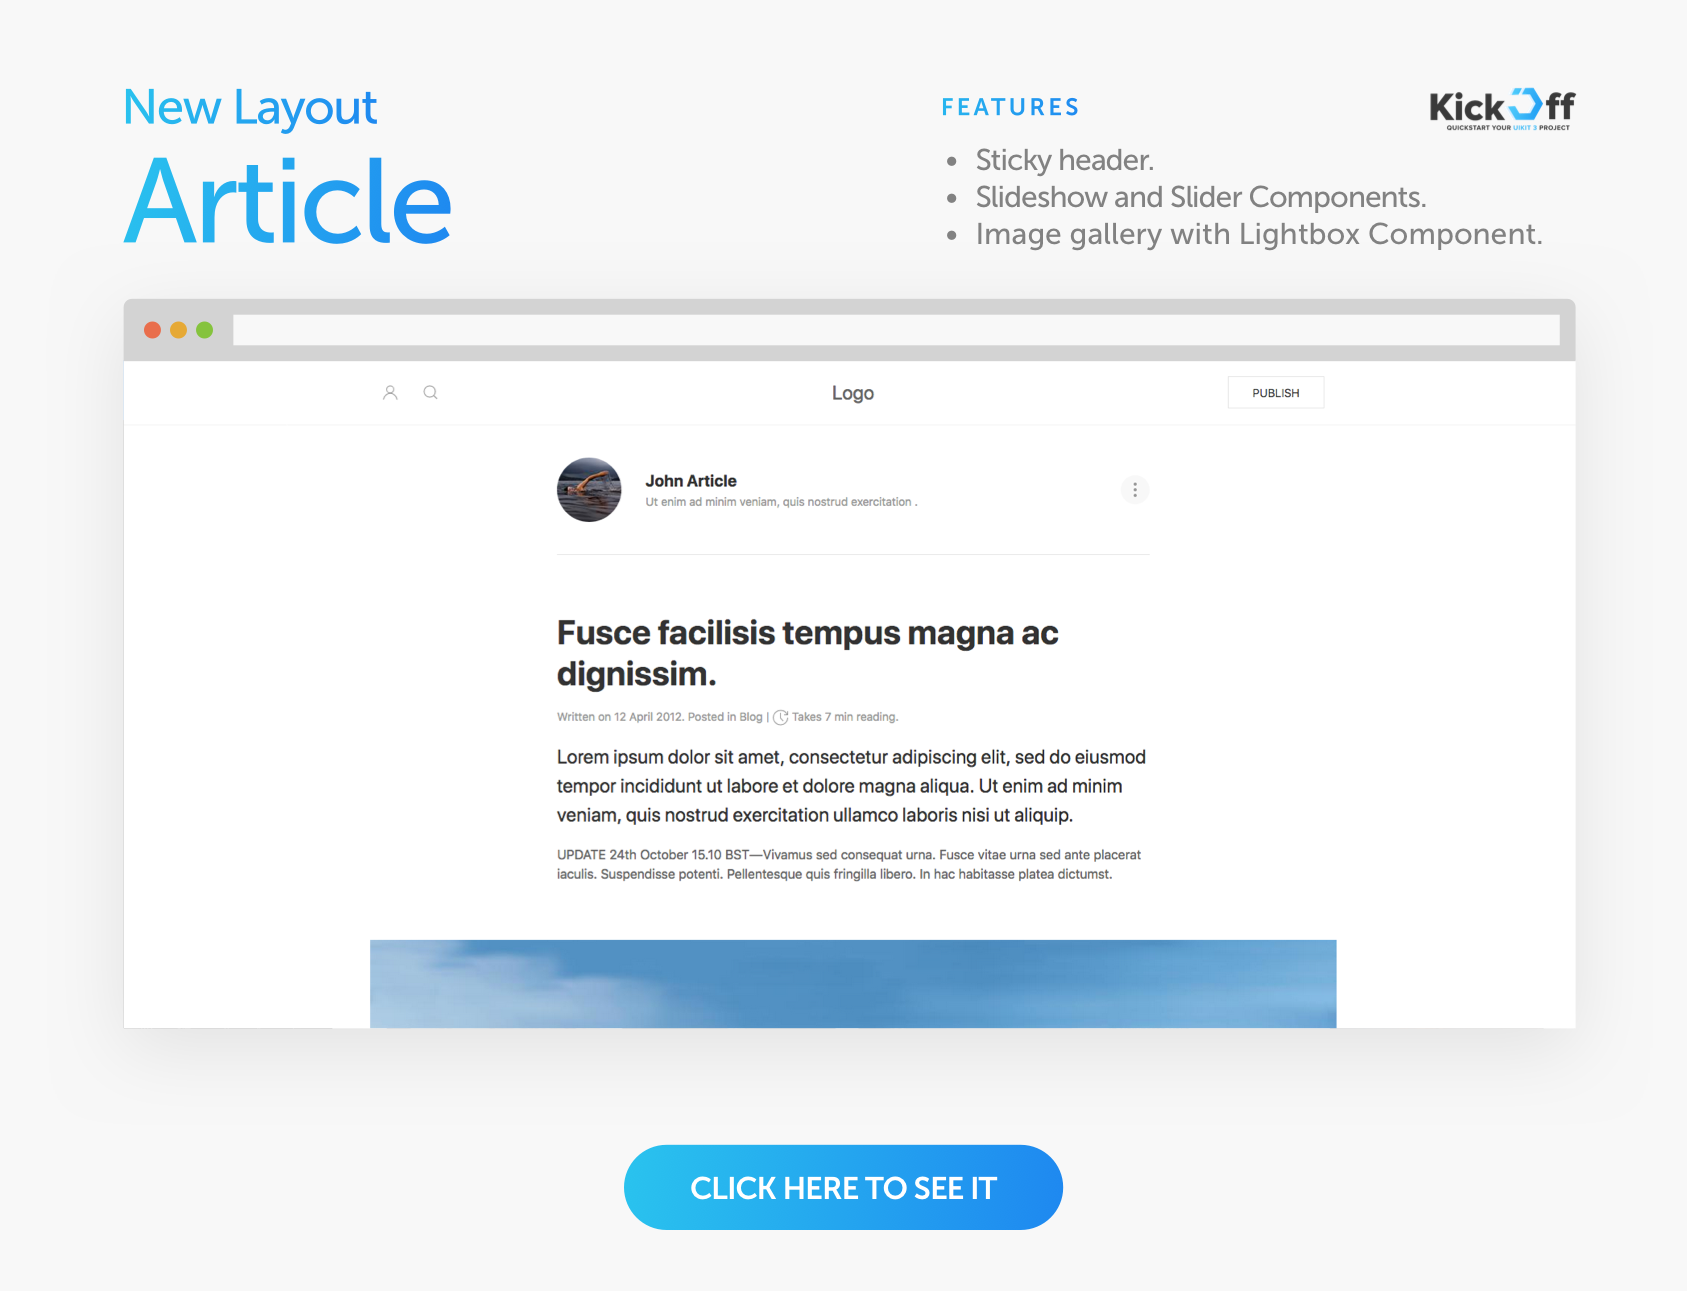 New Layout
Article
FEATURES
• Sticky header.
• Slideshow and Slider Components.
• Image gallery with Lightbox Component.
KickOff
QUICKSTART YOUR UIKIT 3 PROJECT
Logo
PUBLISH
John Article
Ut enim ad minim veniam, quis nostrud exercitation .
Fusce facilisis tempus magna ac
dignissim.
Written on 12 April 2012. Posted in Blog | Takes 7 min reading.
Lorem ipsum dolor sit amet, consectetur adipiscing elit, sed do eiusmod
tempor incididunt ut labore et dolore magna aliqua. Ut enim ad minim
veniam, quis nostrud exercitation ullamco laboris nisi ut aliquip.
UPDATE 24th October 15.10 BST—Vivamus sed consequat urna. Fusce vitae urna sed ante placerat
iaculis. Suspendisse potenti. Pellentesque quis fringilla libero. In hac habitasse platea dictumst.
CLICK HERE TO SEE IT